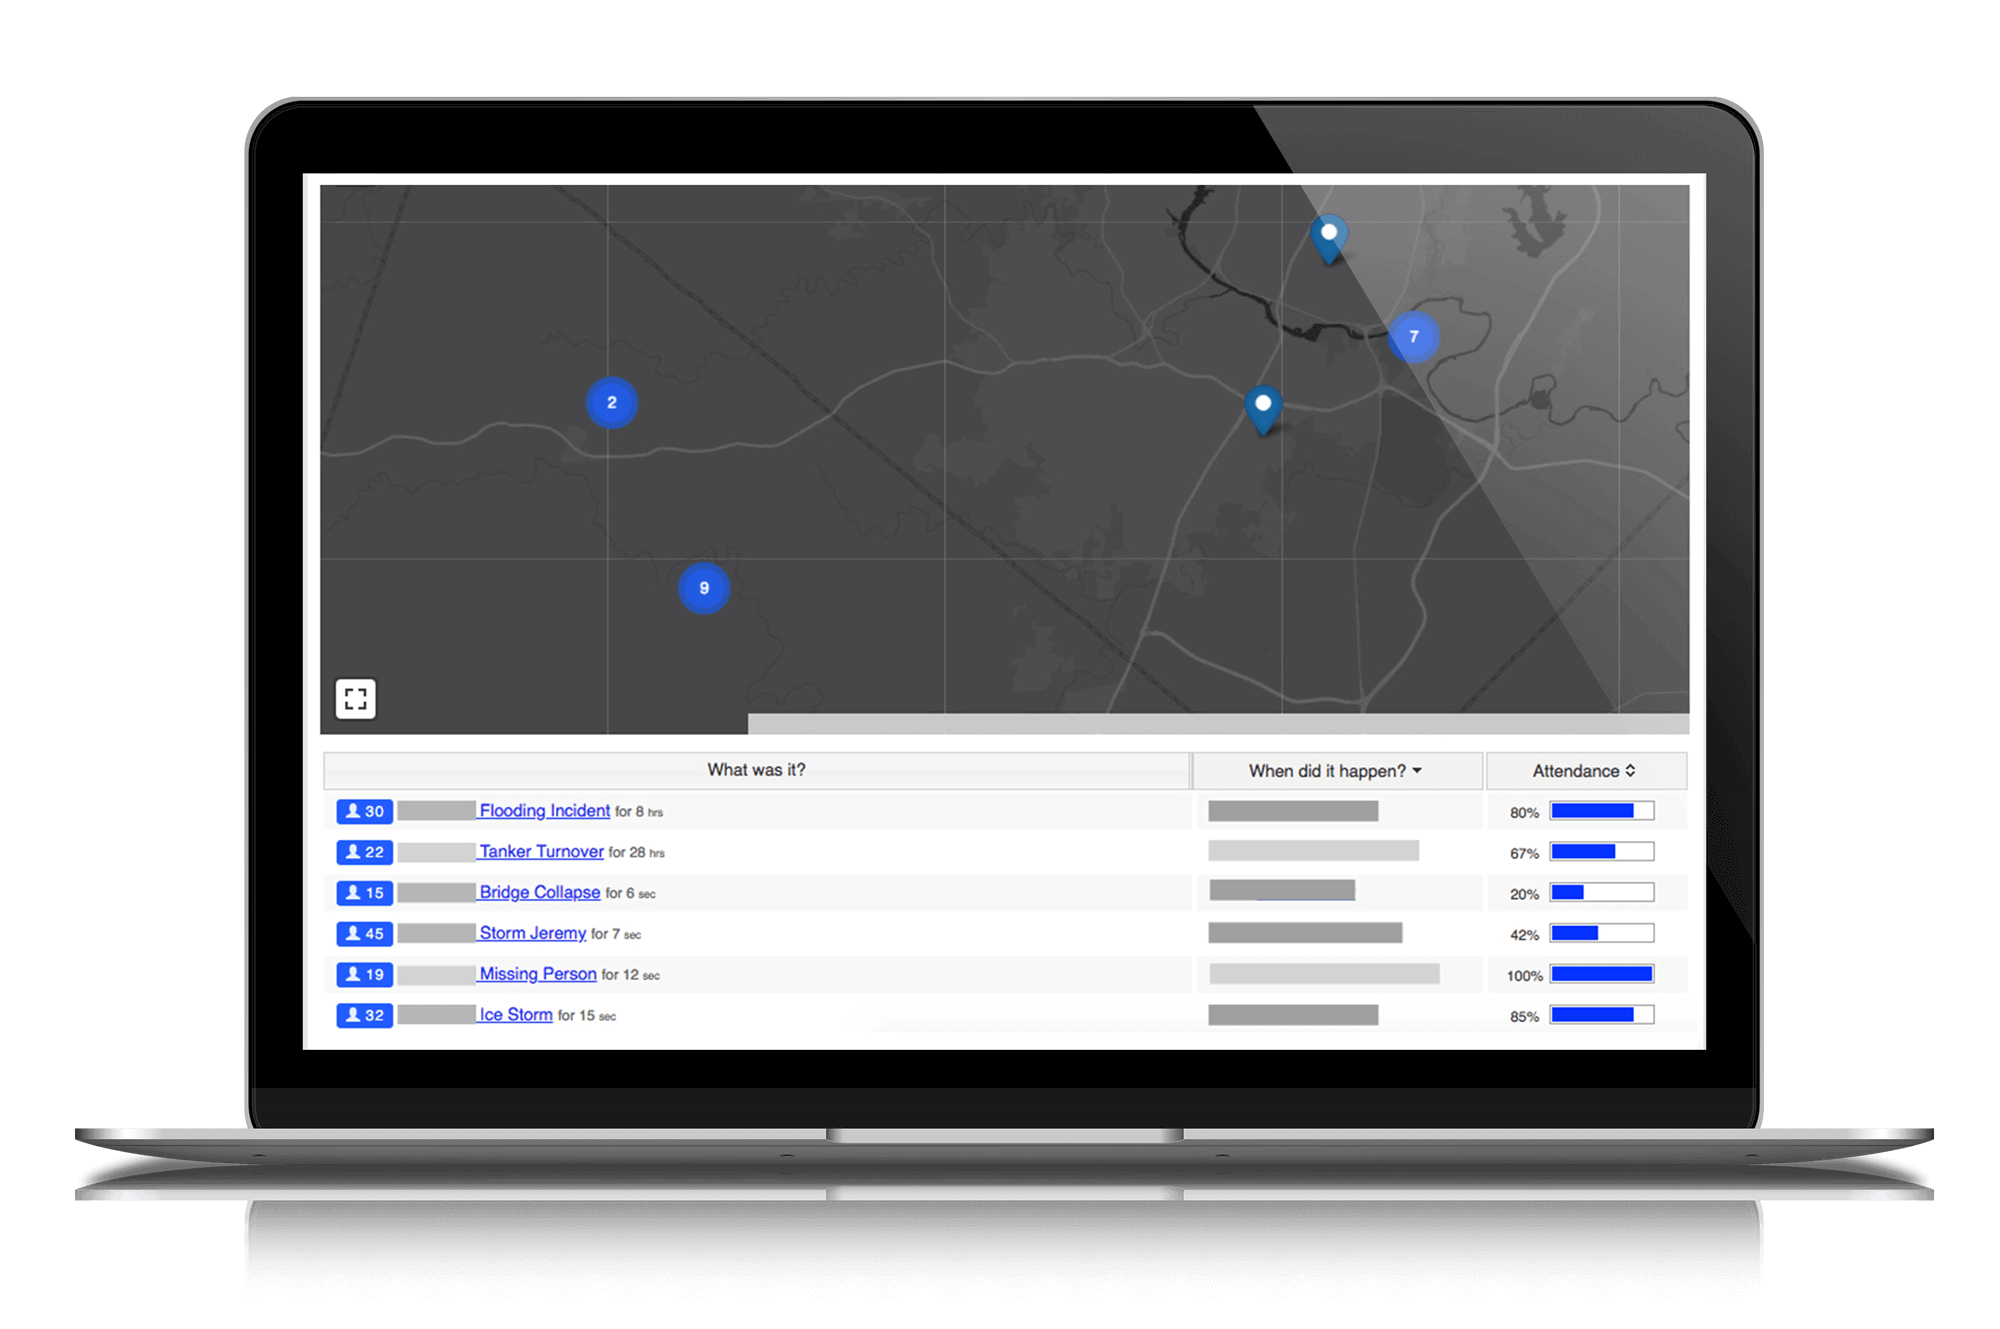 7
2
9
What was it? When did it happen? Attendance
30 Flooding Incident for 8 hrs 80%
22 Tanker Turnover for 28 hrs 67%
15 Bridge Collapse for 6 sec 20%
45 Storm Jeremy for 7 sec 42%
19 Missing Person for 12 sec 100%
32 Ice Storm for 15 sec 85%